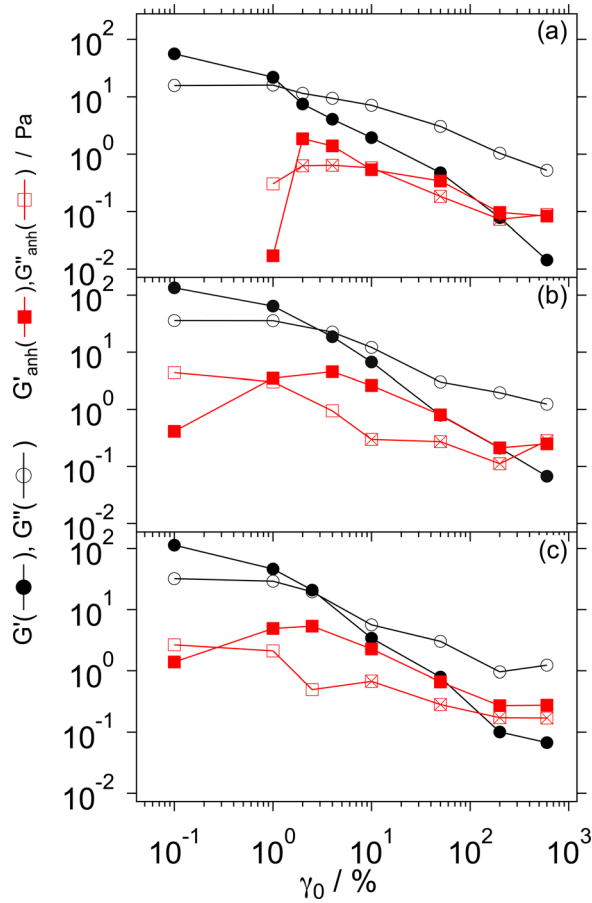 G'(—●—), G''(—○—) G'anh(—■—),G''anh(—□—) / Pa
(a)
10²
10¹
10⁰
10⁻¹
10⁻²
(b)
10²
10¹
10⁰
10⁻¹
10⁻²
(c)
10²
10¹
10⁰
10⁻¹
10⁻²
10⁻¹ 10⁰ 10¹ 10² 10³
γ₀ / %